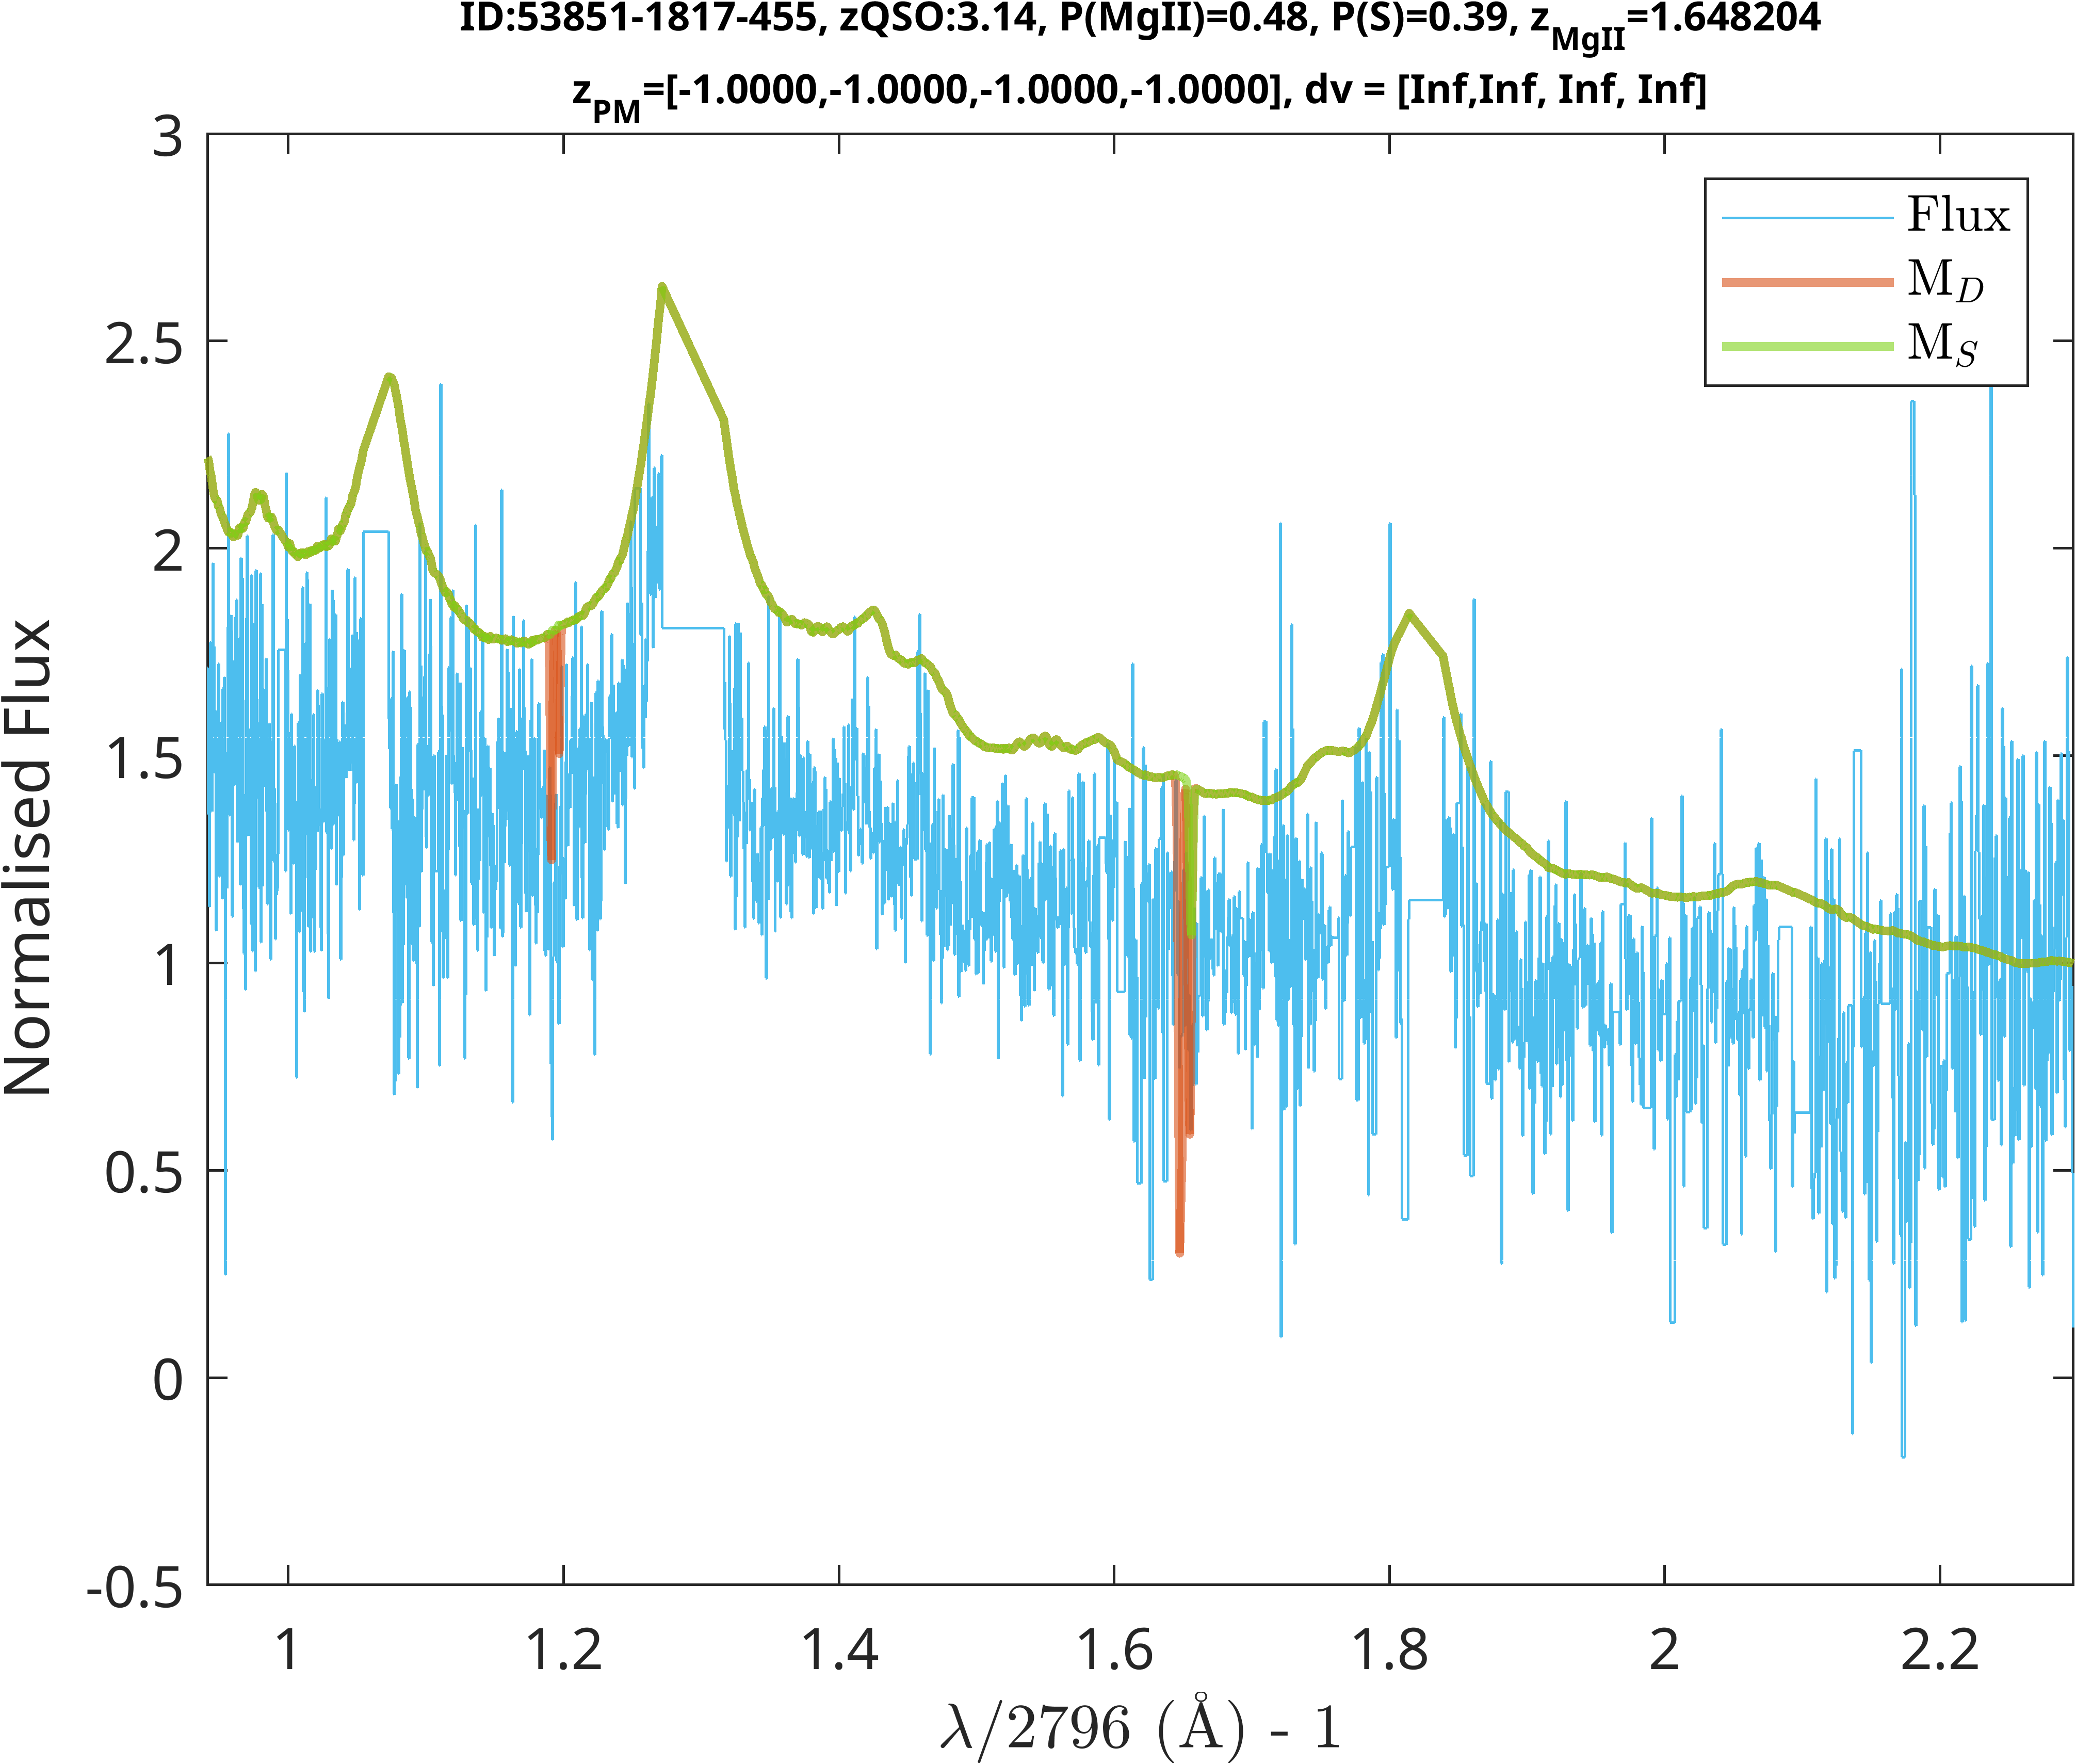 ID:53851-1817-455, zQSO:3.14, P(MgII)=0.48, P(S)=0.39, zMgII=1.648204
zPM=[-1.0000,-1.0000,-1.0000,-1.0000], dv = [Inf,Inf, Inf, Inf]
3
2.5
2
1.5
1
0.5
0
-0.5
Normalised Flux
Flux
MD
MS
1
1.2
1.4
1.6
1.8
2
2.2
λ/2796 (Å) - 1